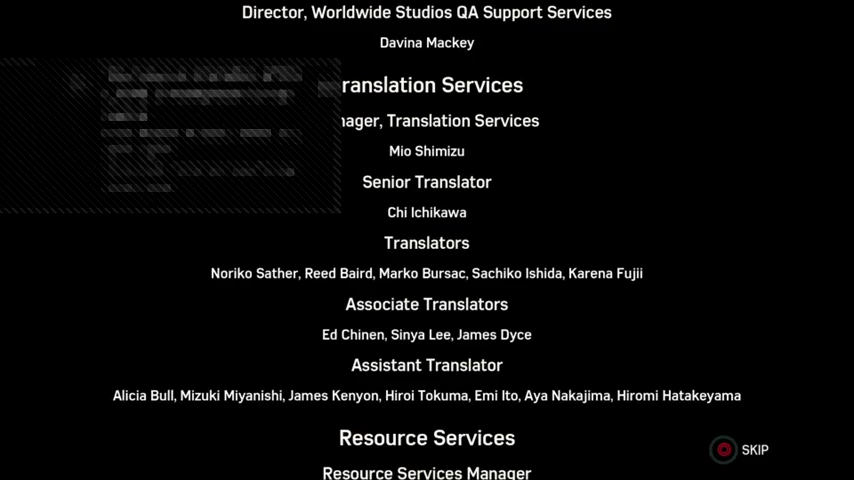 Director, Worldwide Studios QA Support Services
Davina Mackey
ranslation Services
nager, Translation Services
Mio Shimizu
Senior Translator
Chi Ichikawa
Translators
Noriko Sather, Reed Baird, Marko Bursac, Sachiko Ishida, Karena Fujii
Associate Translators
Ed Chinen, Sinya Lee, James Dyce
Assistant Translator
Alicia Bull, Mizuki Miyanishi, James Kenyon, Hiroi Tokuma, Emi Ito, Aya Nakajima, Hiromi Hatakeyama
Resource Services
SKIP
Resource Services Manager